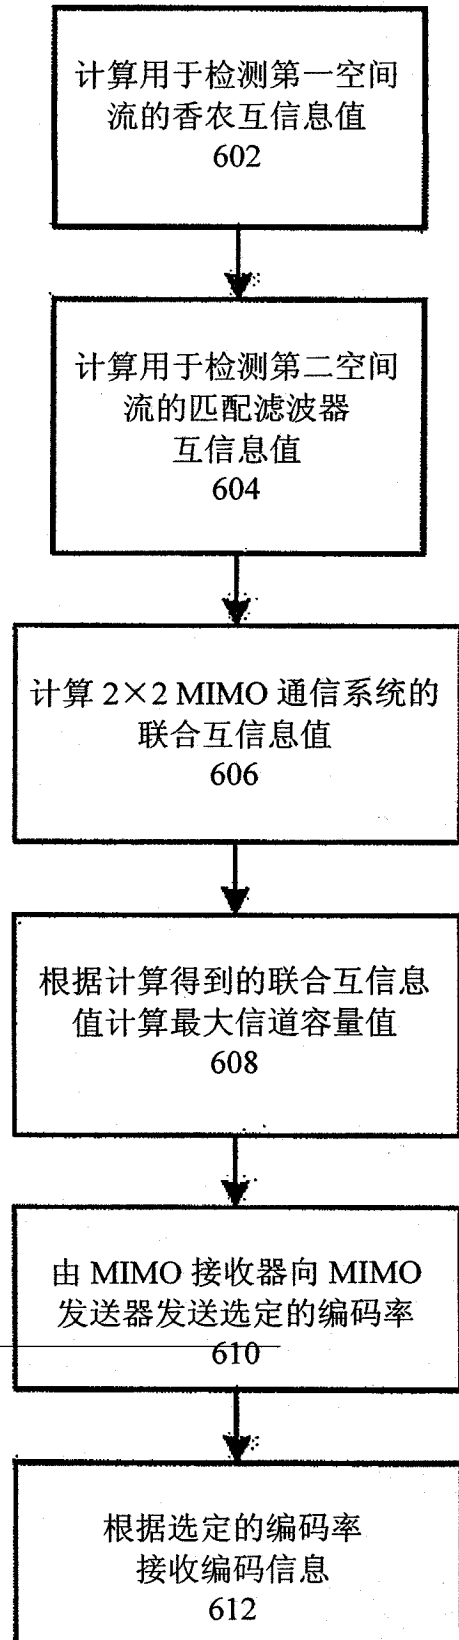 计算用于检测第一空间
流的香农互信息值
602
计算用于检测第二空间
流的匹配滤波器
互信息值
604
计算 2×2 MIMO 通信系统的
联合互信息值
606
根据计算得到的联合互信息
值计算最大信道容量值
608
由 MIMO 接收器向 MIMO
发送器发送选定的编码率
610
根据选定的编码率
接收编码信息
612